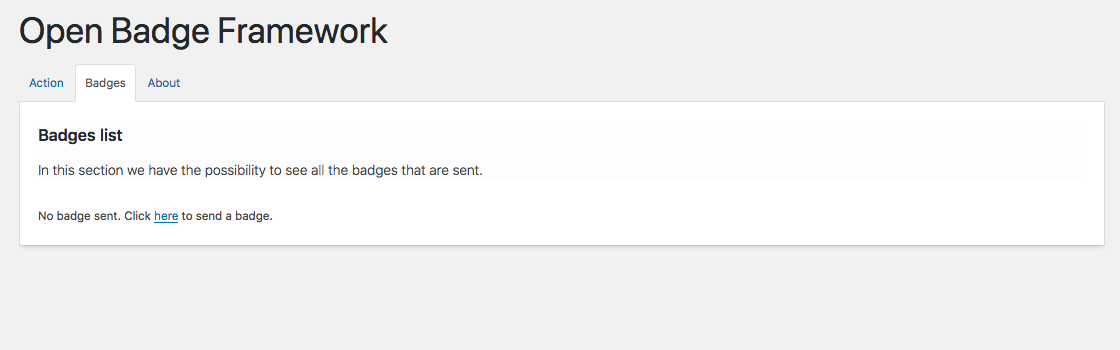 Open Badge Framework
Action Badges About
Badges list
In this section we have the possibility to see all the badges that are sent.
No badge sent. Click here to send a badge.